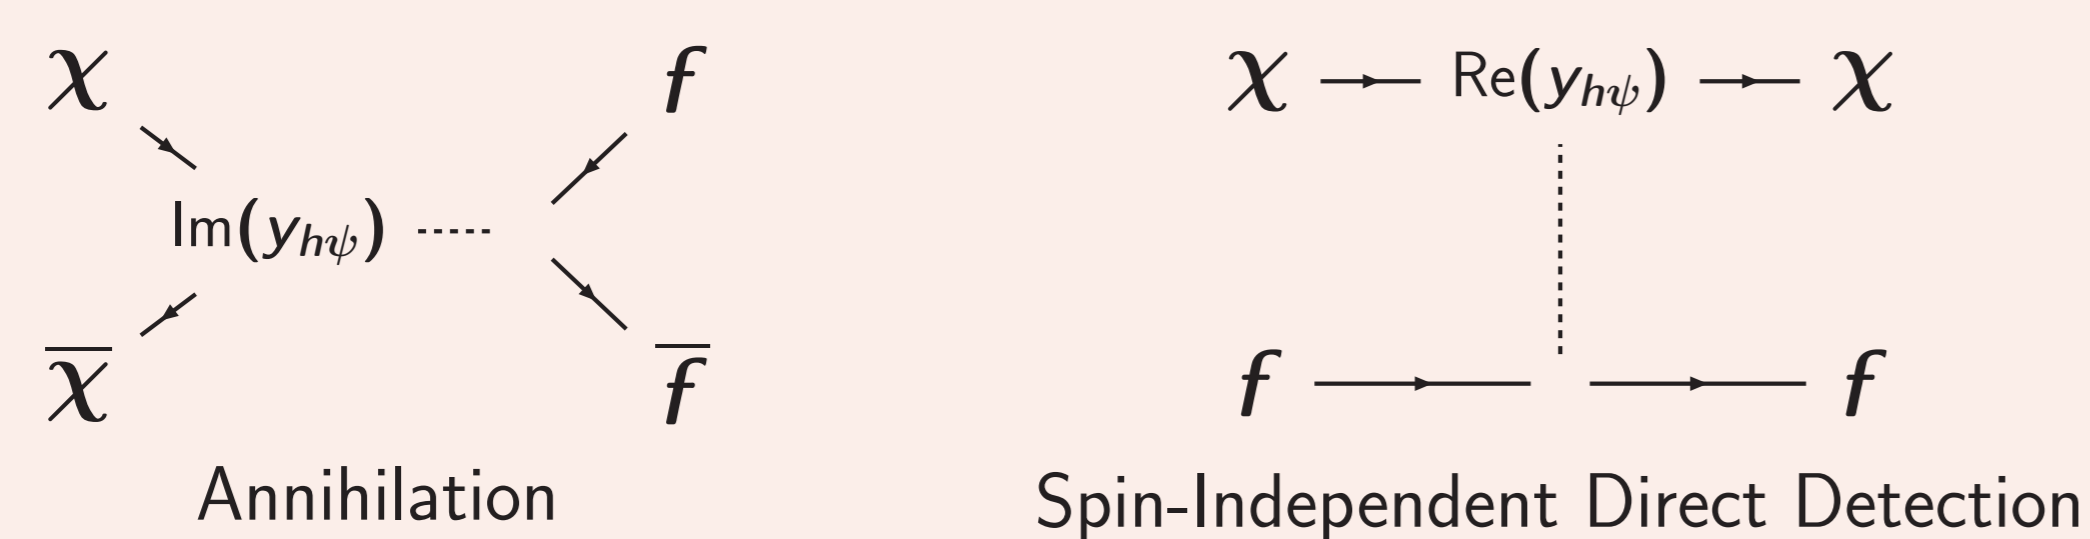 χ f χ Re(y_{hψ}) χ
Im(y_{hψ})
χ̅ f̅ f f
Annihilation Spin-Independent Direct Detection